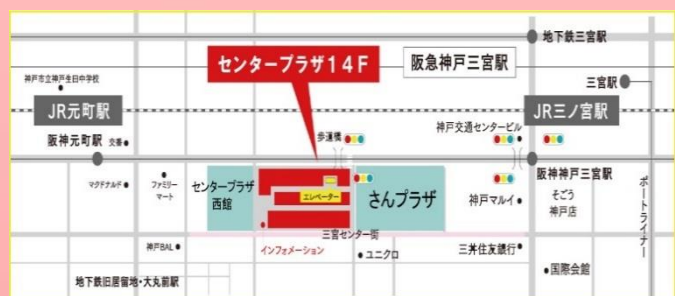 地下鉄三宮駅
センタープラザ14F
阪急神戸三宮駅
神戸市立神戸生田中学校
三宮駅
JR元町駅
JR三ノ宮駅
歩道橋
神戸交通センタービル
阪神元町駅
交番
阪神神戸三宮駅
マクドナルド
ファミリー
マート
センタープラザ
西館
エレベーター
さんプラザ
神戸マルイ
そごう
神戸店
ポートライナー
三宮センター街
神戸BAL
インフォメーション
ユニクロ
三井住友銀行
国際会館
地下鉄旧居留地・大丸前駅